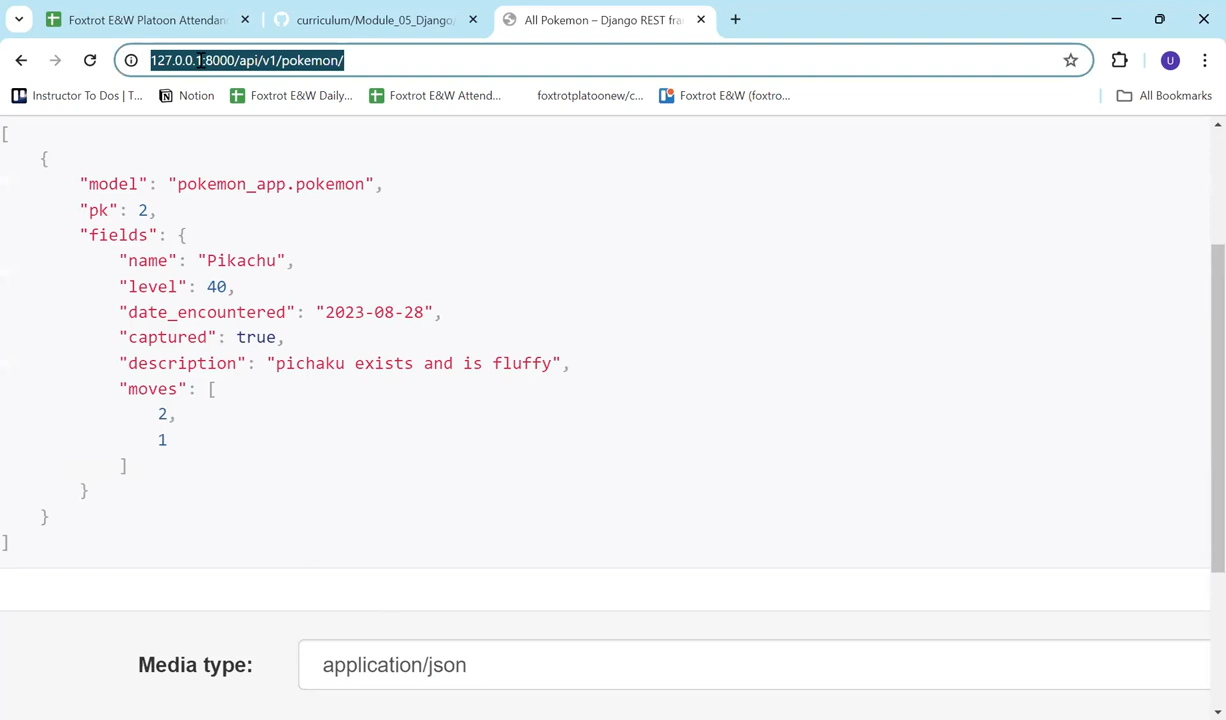 Foxtrot E&W Platoon Attendan
curriculum/Module_05_Django/
All Pokemon – Django REST fra
127.0.0.1:8000/api/v1/pokemon/
U
Instructor To Dos | T...
Notion
Foxtrot E&W Daily...
Foxtrot E&W Attend...
foxtrotplatoonew/c...
Foxtrot E&W (foxtro...
All Bookmarks
[
{
"model": "pokemon_app.pokemon",
"pk": 2,
"fields": {
"name": "Pikachu",
"level": 40,
"date_encountered": "2023-08-28",
"captured": true,
"description": "pichaku exists and is fluffy",
"moves": [
2,
1
]
}
}
]
Media type:
application/json